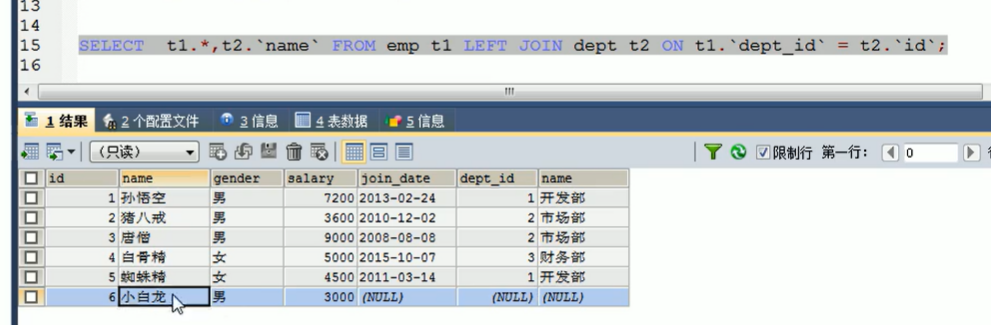 13
14
15 SELECT t1.*,t2.`name` FROM emp t1 LEFT JOIN dept t2 ON t1.`dept_id` = t2.`id`;
16
1 结果 2 个配置文件 3 信息 4 表数据 5 信息
(只读) 限制行 第一行: 0
id name gender salary join_date dept_id name
1 孙悟空 男 7200 2013-02-24 1 开发部
2 猪八戒 男 3600 2010-12-02 2 市场部
3 唐僧 男 9000 2008-08-08 2 市场部
4 白骨精 女 5000 2015-10-07 3 财务部
5 蜘蛛精 女 4500 2011-03-14 1 开发部
6 小白龙 男 3000 (NULL) (NULL) (NULL)